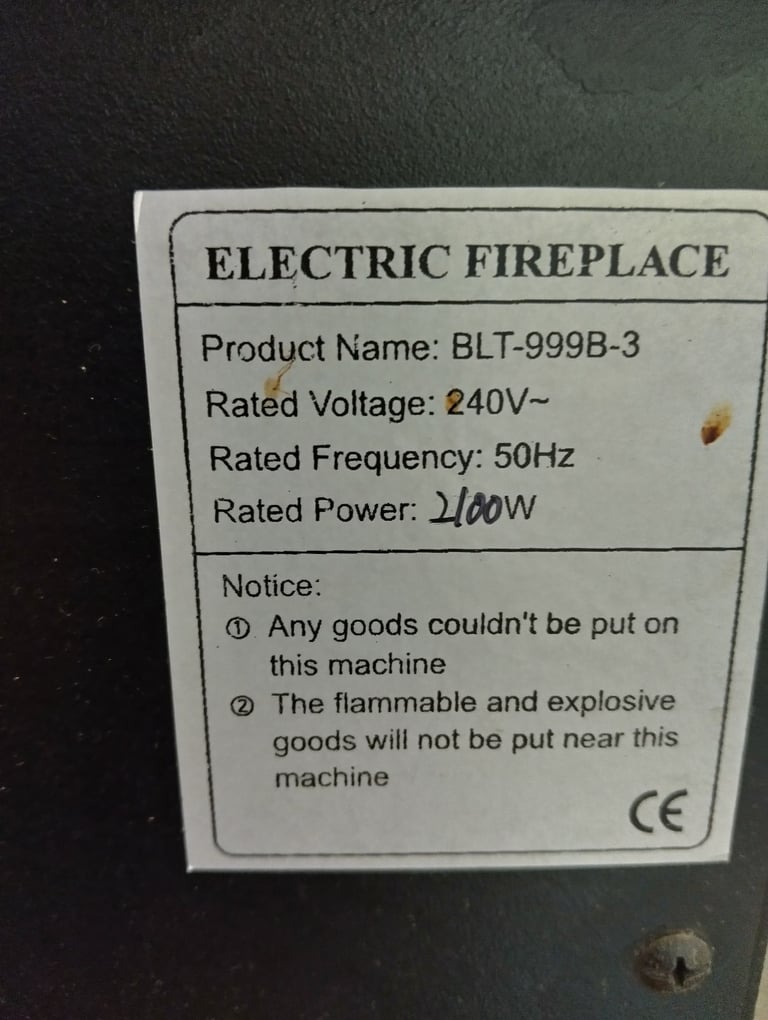 ELECTRIC FIREPLACE
Product Name: BLT-999B-3
Rated Voltage: 240V~
Rated Frequency: 50Hz
Rated Power: 2100W
Notice:
① Any goods couldn't be put on
this machine
② The flammable and explosive
goods will not be put near this
machine
CE